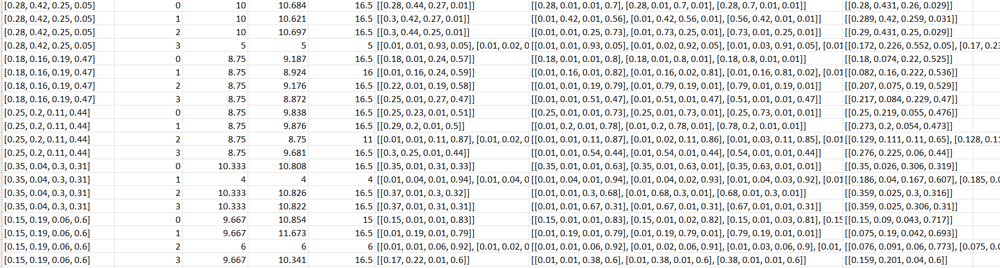 [0.28, 0.42, 0.25, 0.05] 0 10 10.684 16.5 [[0.28, 0.44, 0.27, 0.01]] [[0.28, 0.01, 0.01, 0.7], [0.28, 0.01, 0.7, 0.01], [0.28, 0.7, 0.01, 0.01]] [[0.28, 0.431, 0.26, 0.029]]
[0.28, 0.42, 0.25, 0.05] 1 10 10.621 16.5 [[0.3, 0.42, 0.27, 0.01]] [[0.01, 0.42, 0.01, 0.56], [0.01, 0.42, 0.56, 0.01], [0.56, 0.42, 0.01, 0.01]] [[0.289, 0.42, 0.259, 0.031]]
[0.28, 0.42, 0.25, 0.05] 2 10 10.697 16.5 [[0.3, 0.44, 0.25, 0.01]] [[0.01, 0.01, 0.25, 0.73], [0.01, 0.73, 0.25, 0.01], [0.73, 0.01, 0.25, 0.01]] [[0.29, 0.431, 0.25, 0.029]]
[0.28, 0.42, 0.25, 0.05] 3 5 5 5 [[0.01, 0.01, 0.93, 0.05], [0.01, 0.02, 0 [[0.01, 0.01, 0.93, 0.05], [0.01, 0.02, 0.92, 0.05], [0.01, 0.03, 0.91, 0.05], [0.01 [[0.172, 0.226, 0.552, 0.05], [0.17, 0.23
[0.18, 0.16, 0.19, 0.47] 0 8.75 9.187 16.5 [[0.18, 0.01, 0.24, 0.57]] [[0.18, 0.01, 0.01, 0.8], [0.18, 0.01, 0.8, 0.01], [0.18, 0.8, 0.01, 0.01]] [[0.18, 0.074, 0.22, 0.525]]
[0.18, 0.16, 0.19, 0.47] 1 8.75 8.924 16 [[0.01, 0.16, 0.24, 0.59]] [[0.01, 0.16, 0.01, 0.82], [0.01, 0.16, 0.02, 0.81], [0.01, 0.16, 0.81, 0.02], [0.01 [[0.082, 0.16, 0.222, 0.536]]
[0.18, 0.16, 0.19, 0.47] 2 8.75 9.176 16.5 [[0.22, 0.01, 0.19, 0.58]] [[0.01, 0.01, 0.19, 0.79], [0.01, 0.79, 0.19, 0.01], [0.79, 0.01, 0.19, 0.01]] [[0.207, 0.075, 0.19, 0.529]]
[0.18, 0.16, 0.19, 0.47] 3 8.75 8.872 16.5 [[0.25, 0.01, 0.27, 0.47]] [[0.01, 0.01, 0.51, 0.47], [0.01, 0.51, 0.01, 0.47], [0.51, 0.01, 0.01, 0.47]] [[0.217, 0.084, 0.229, 0.47]]
[0.25, 0.2, 0.11, 0.44] 0 8.75 9.838 16.5 [[0.25, 0.23, 0.01, 0.51]] [[0.25, 0.01, 0.01, 0.73], [0.25, 0.01, 0.73, 0.01], [0.25, 0.73, 0.01, 0.01]] [[0.25, 0.219, 0.055, 0.476]]
[0.25, 0.2, 0.11, 0.44] 1 8.75 9.876 16.5 [[0.29, 0.2, 0.01, 0.5]] [[0.01, 0.2, 0.01, 0.78], [0.01, 0.2, 0.78, 0.01], [0.78, 0.2, 0.01, 0.01]] [[0.273, 0.2, 0.054, 0.473]]
[0.25, 0.2, 0.11, 0.44] 2 8.75 8.75 11 [[0.01, 0.01, 0.11, 0.87], [0.01, 0.02, 0 [[0.01, 0.01, 0.11, 0.87], [0.01, 0.02, 0.11, 0.86], [0.01, 0.03, 0.11, 0.85], [0.01 [[0.129, 0.111, 0.11, 0.65], [0.128, 0.11
[0.25, 0.2, 0.11, 0.44] 3 8.75 9.681 16.5 [[0.3, 0.25, 0.01, 0.44]] [[0.01, 0.01, 0.54, 0.44], [0.01, 0.54, 0.01, 0.44], [0.54, 0.01, 0.01, 0.44]] [[0.276, 0.225, 0.06, 0.44]]
[0.35, 0.04, 0.3, 0.31] 0 10.333 10.808 16.5 [[0.35, 0.01, 0.31, 0.33]] [[0.35, 0.01, 0.01, 0.63], [0.35, 0.01, 0.63, 0.01], [0.35, 0.63, 0.01, 0.01]] [[0.35, 0.026, 0.306, 0.319]]
[0.35, 0.04, 0.3, 0.31] 1 4 4 4 [[0.01, 0.04, 0.01, 0.94], [0.01, 0.04, 0 [[0.01, 0.04, 0.01, 0.94], [0.01, 0.04, 0.02, 0.93], [0.01, 0.04, 0.03, 0.92], [0.01 [[0.186, 0.04, 0.167, 0.607], [0.185, 0.0
[0.35, 0.04, 0.3, 0.31] 2 10.333 10.826 16.5 [[0.37, 0.01, 0.3, 0.32]] [[0.01, 0.01, 0.3, 0.68], [0.01, 0.68, 0.3, 0.01], [0.68, 0.01, 0.3, 0.01]] [[0.359, 0.025, 0.3, 0.316]]
[0.35, 0.04, 0.3, 0.31] 3 10.333 10.822 16.5 [[0.37, 0.01, 0.31, 0.31]] [[0.01, 0.01, 0.67, 0.31], [0.01, 0.67, 0.01, 0.31], [0.67, 0.01, 0.01, 0.31]] [[0.359, 0.025, 0.306, 0.31]]
[0.15, 0.19, 0.06, 0.6] 0 9.667 10.854 15 [[0.15, 0.01, 0.01, 0.83]] [[0.15, 0.01, 0.01, 0.83], [0.15, 0.01, 0.02, 0.82], [0.15, 0.01, 0.03, 0.81], [0.15 [[0.15, 0.09, 0.043, 0.717]]
[0.15, 0.19, 0.06, 0.6] 1 9.667 11.673 16.5 [[0.01, 0.19, 0.01, 0.79]] [[0.01, 0.19, 0.01, 0.79], [0.01, 0.19, 0.79, 0.01], [0.79, 0.19, 0.01, 0.01]] [[0.075, 0.19, 0.042, 0.693]]
[0.15, 0.19, 0.06, 0.6] 2 6 6 6 [[0.01, 0.01, 0.06, 0.92], [0.01, 0.02, 0 [[0.01, 0.01, 0.06, 0.92], [0.01, 0.02, 0.06, 0.91], [0.01, 0.03, 0.06, 0.9], [0.01, [[0.076, 0.091, 0.06, 0.773], [0.075, 0.0
[0.15, 0.19, 0.06, 0.6] 3 9.667 10.341 16.5 [[0.17, 0.22, 0.01, 0.6]] [[0.01, 0.01, 0.38, 0.6], [0.01, 0.38, 0.01, 0.6], [0.38, 0.01, 0.01, 0.6]] [[0.159, 0.201, 0.04, 0.6]]